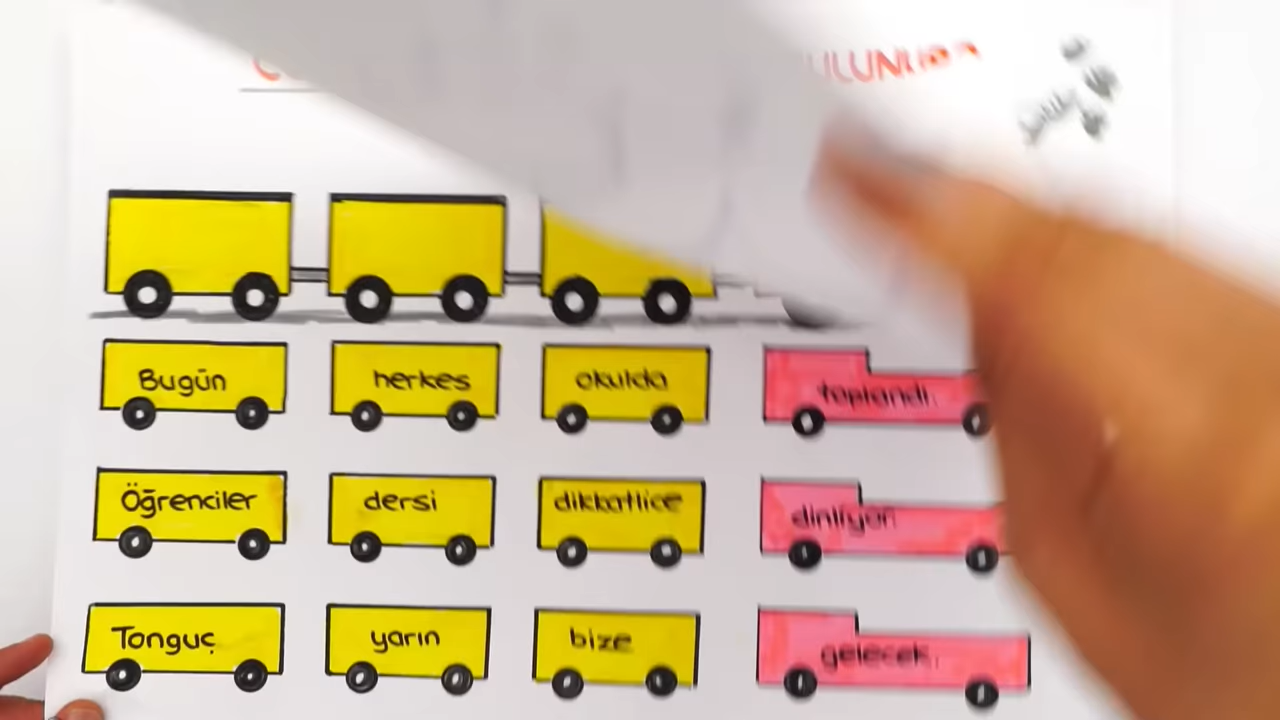 Bugün herkes okulda toplandı.
Öğrenciler dersi dikkatlice dinliyor.
Tonguç yarın bize gelecek.